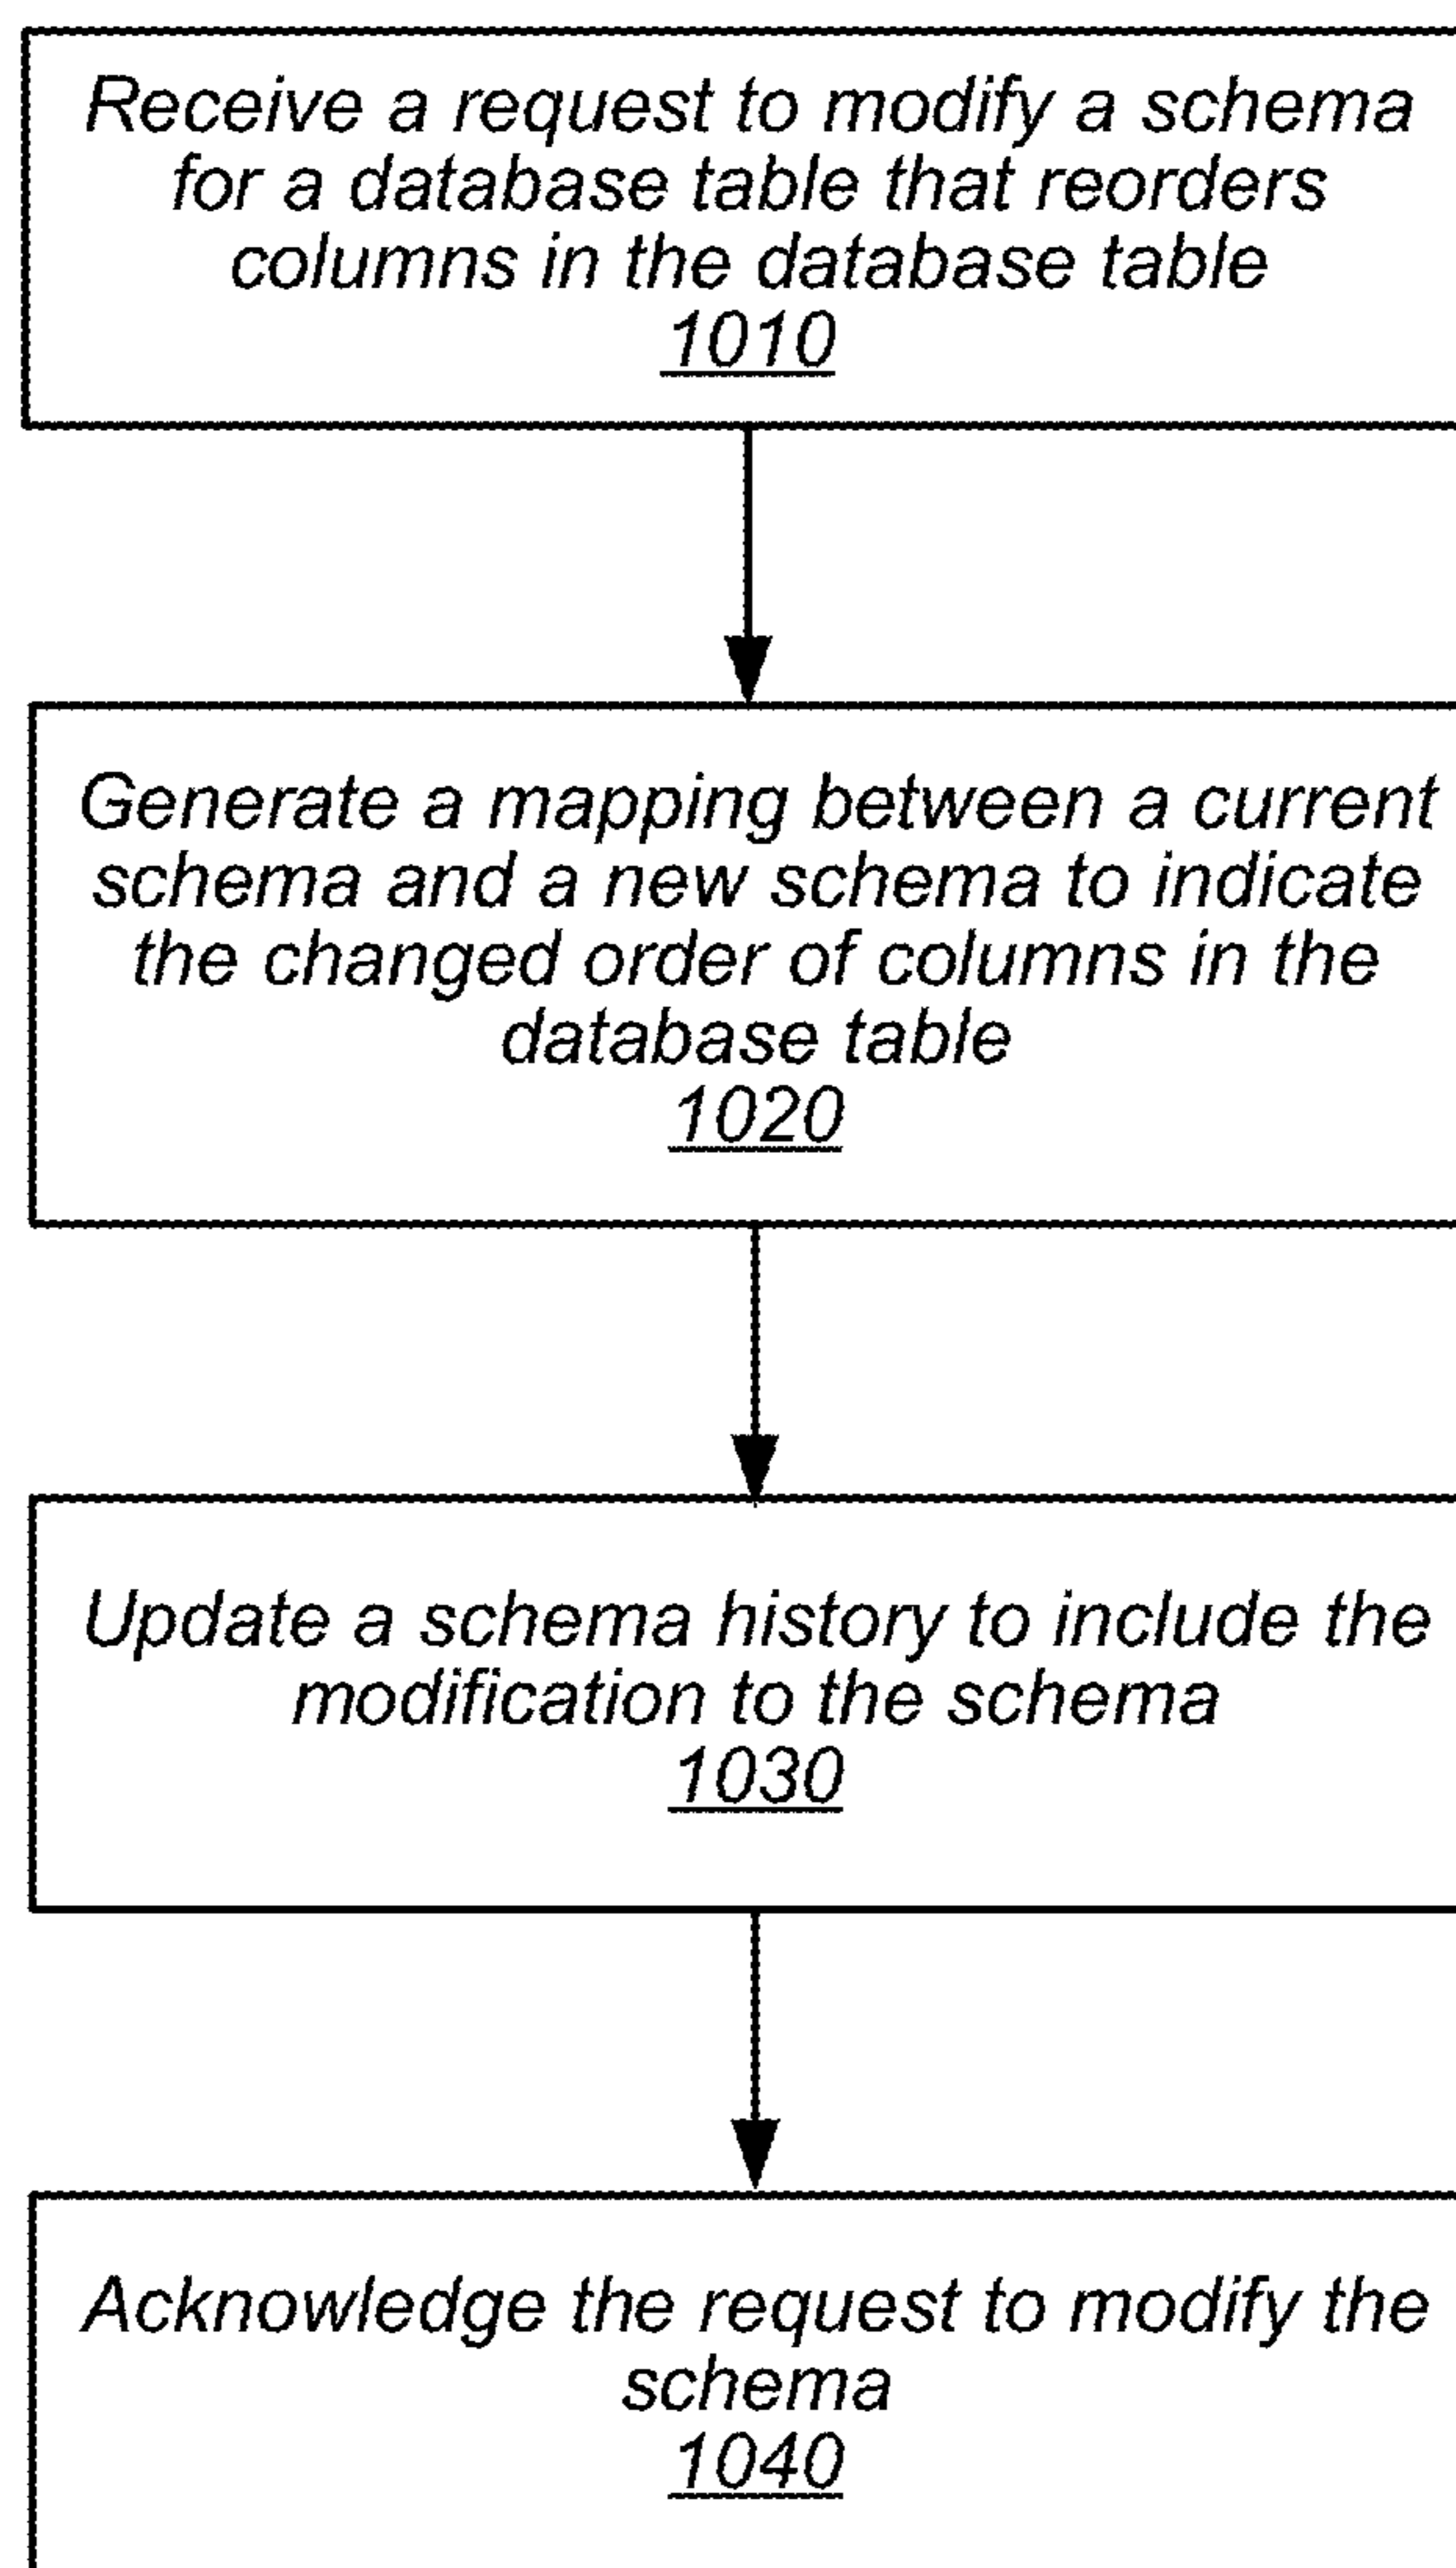 Receive a request to modify a schema
for a database table that reorders
columns in the database table
1010
Generate a mapping between a current
schema and a new schema to indicate
the changed order of columns in the
database table
1020
Update a schema history to include the
modification to the schema
1030
Acknowledge the request to modify the
schema
1040